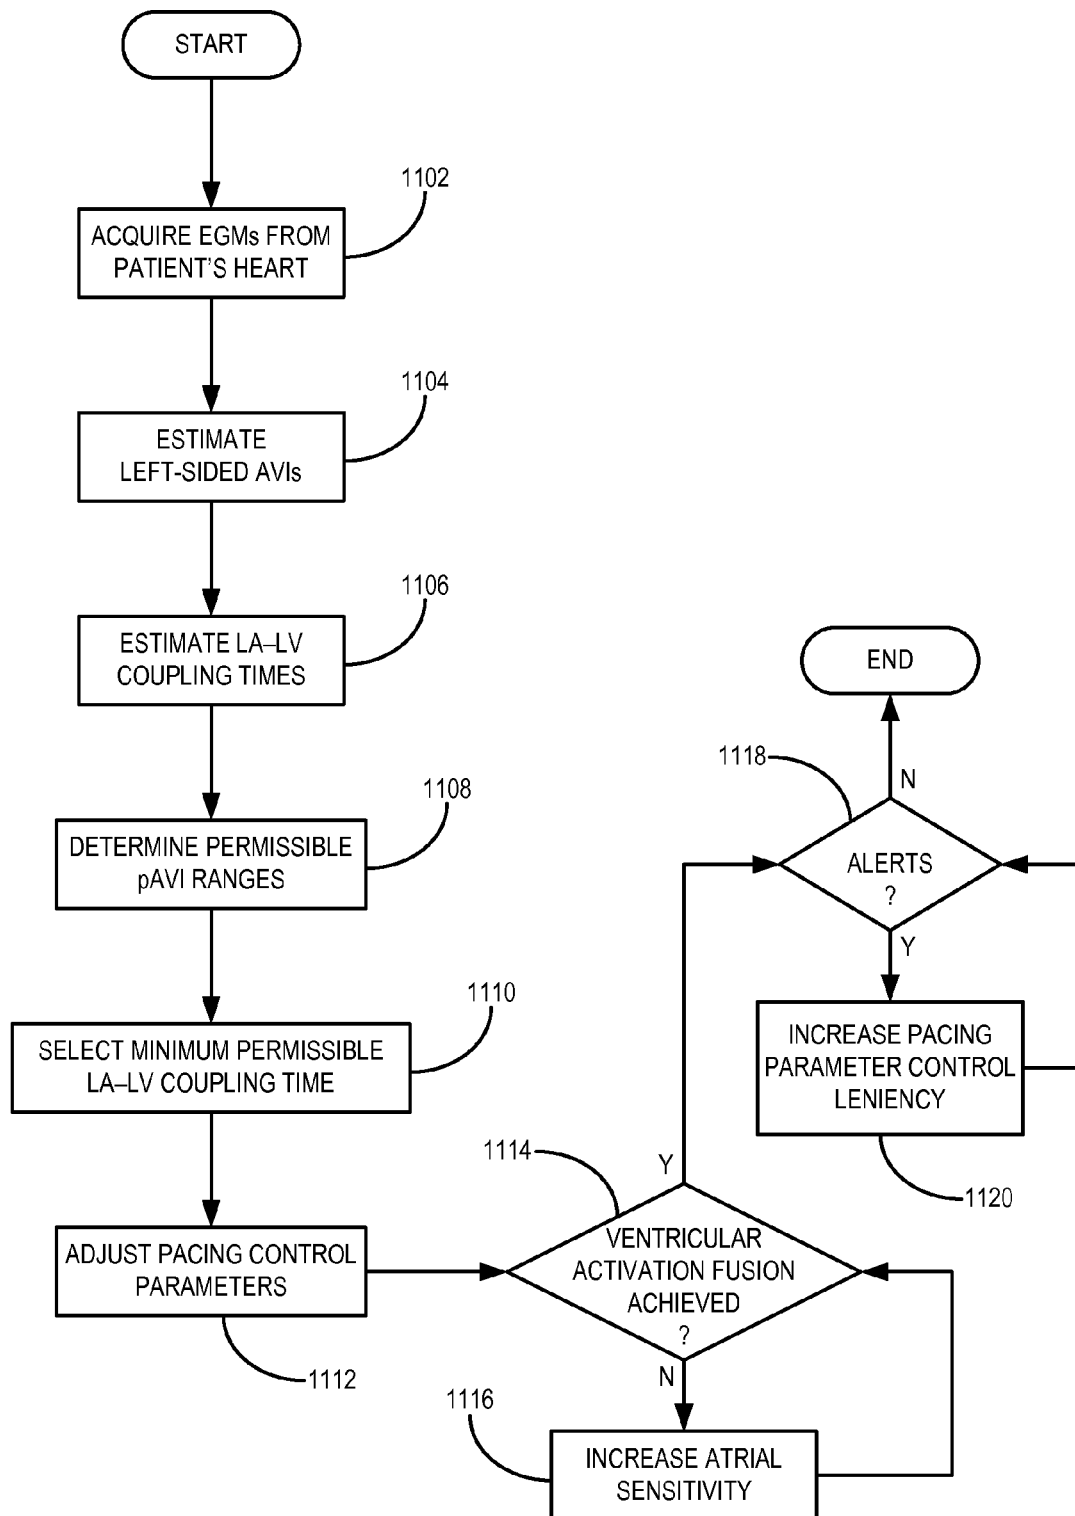 START
1102
ACQUIRE EGMs FROM
PATIENT'S HEART
1104
ESTIMATE
LEFT-SIDED AVIs
1106
ESTIMATE LA–LV
COUPLING TIMES
1108
DETERMINE PERMISSIBLE
pAVI RANGES
1110
SELECT MINIMUM PERMISSIBLE
LA–LV COUPLING TIME
ADJUST PACING CONTROL
PARAMETERS
1112
1114
Y
VENTRICULAR
ACTIVATION FUSION
ACHIEVED
?
N
1116
INCREASE ATRIAL
SENSITIVITY
END
1118
N
ALERTS
?
Y
INCREASE PACING
PARAMETER CONTROL
LENIENCY
1120